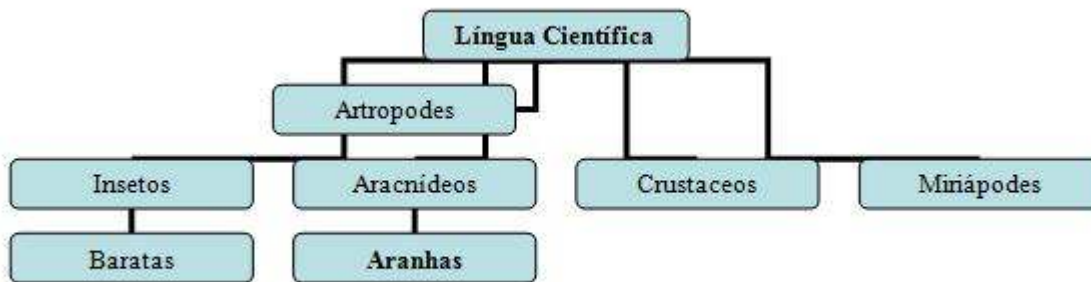 Língua Científica
Artropodes
Insetos
Aracnídeos
Crustaceos
Miriápodes
Baratas
Aranhas